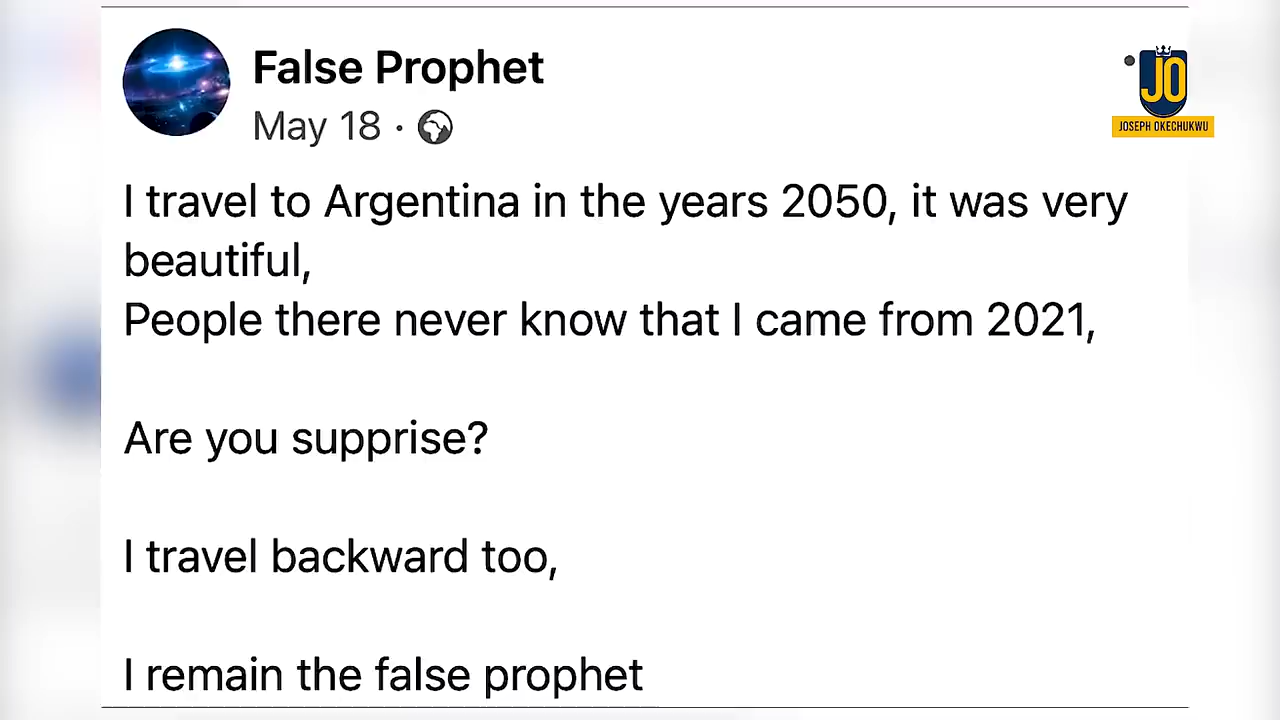 False Prophet
May 18 ·
JO
JOSEPH OKECHUKWU
I travel to Argentina in the years 2050, it was very
beautiful,
People there never know that I came from 2021,
Are you supprise?
I travel backward too,
I remain the false prophet